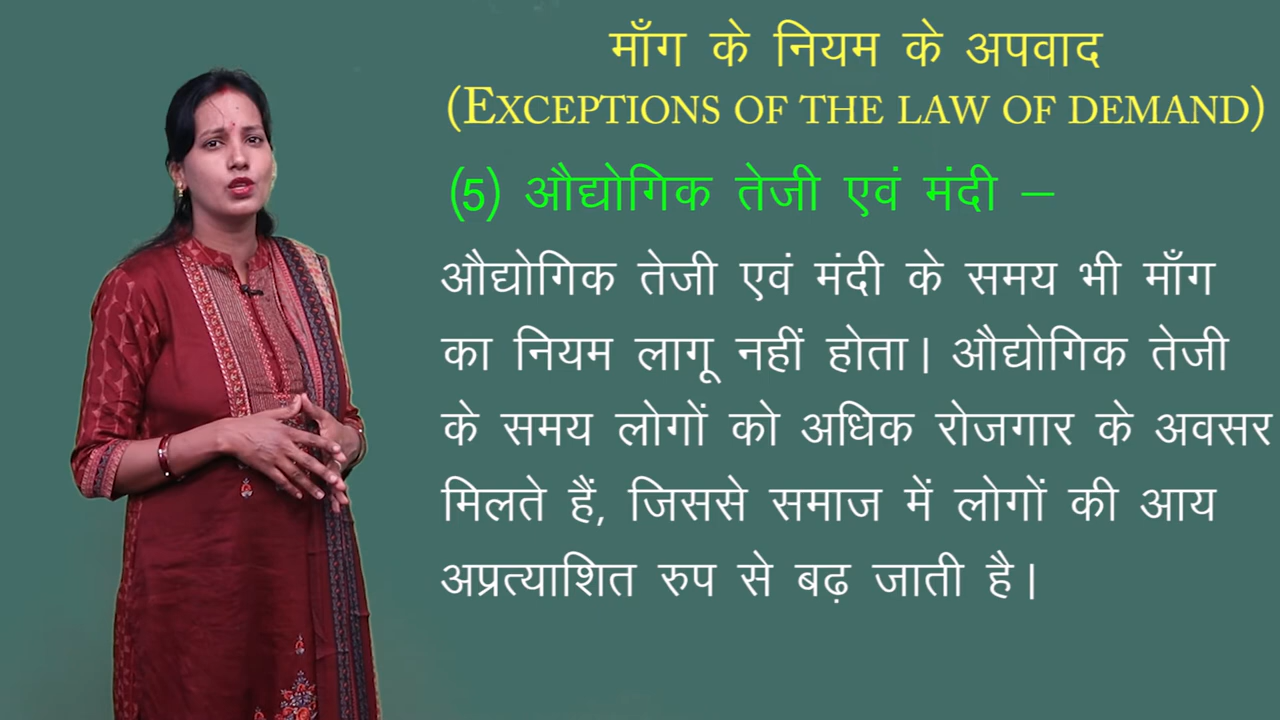 माँग के नियम के अपवाद
(EXCEPTIONS OF THE LAW OF DEMAND)
(5) औद्योगिक तेजी एवं मंदी –
औद्योगिक तेजी एवं मंदी के समय भी माँग
का नियम लागू नहीं होता। औद्योगिक तेजी
के समय लोगों को अधिक रोजगार के अवसर
मिलते हैं, जिससे समाज में लोगों की आय
अप्रत्याशित रुप से बढ़ जाती है।